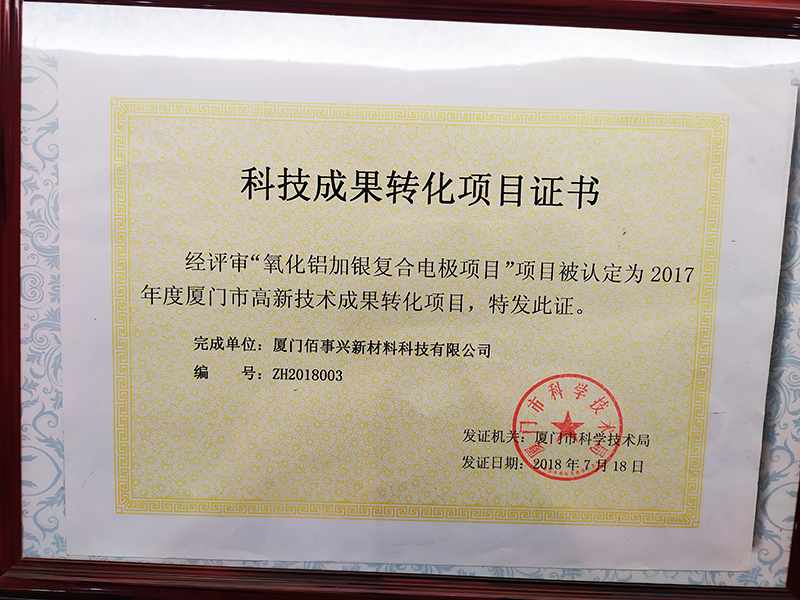 科技成果转化项目证书
经评审“氧化铝加银复合电极项目”项目被认定为2017
年度厦门市高新技术成果转化项目，特发此证。
完成单位：厦门佰事兴新材料科技有限公司
编 号：ZH2018003
厦门市科学技术局
发证机关：厦门市科学技术局
发证日期：2018年7月18日